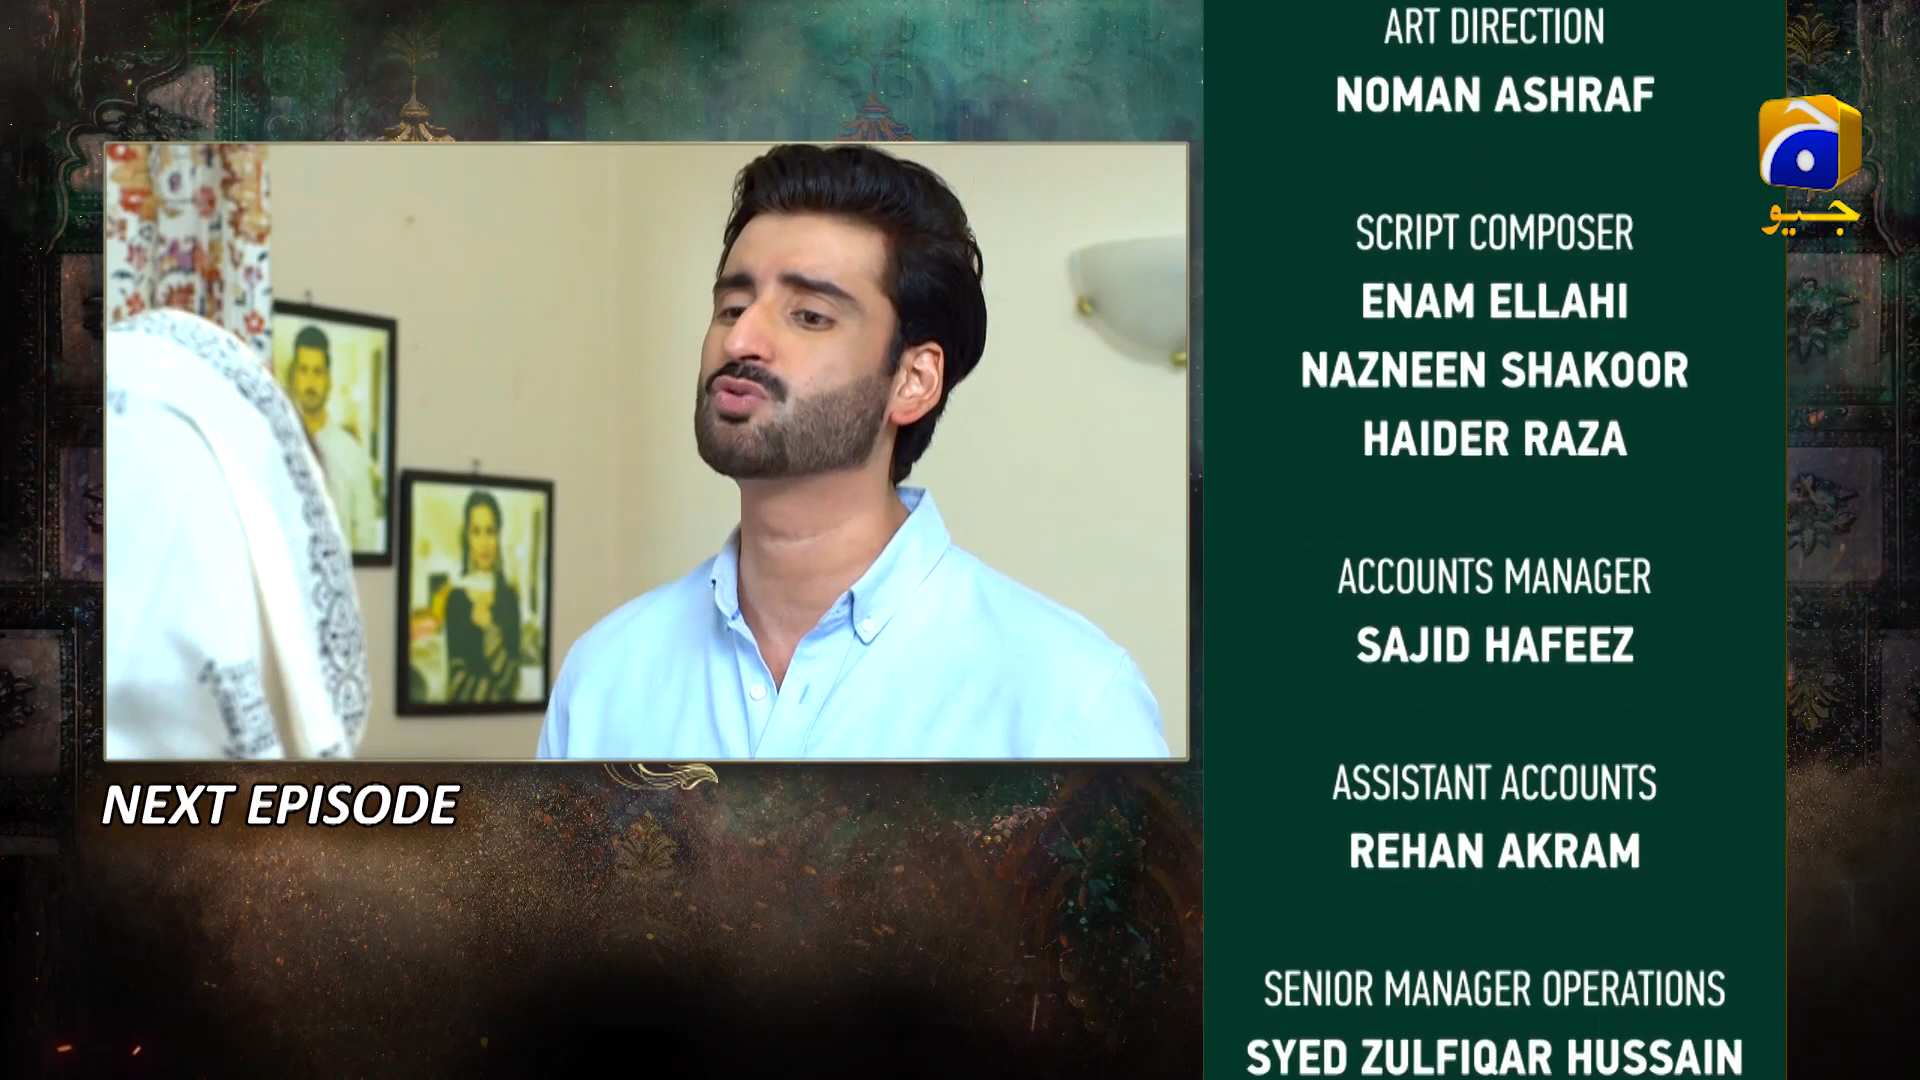 ART DIRECTION
NOMAN ASHRAF
SCRIPT COMPOSER
ENAM ELLAHI
NAZNEEN SHAKOOR
HAIDER RAZA
ACCOUNTS MANAGER
SAJID HAFEEZ
ASSISTANT ACCOUNTS
REHAN AKRAM
SENIOR MANAGER OPERATIONS
SYED ZULFIQAR HUSSAIN
جیو
NEXT EPISODE